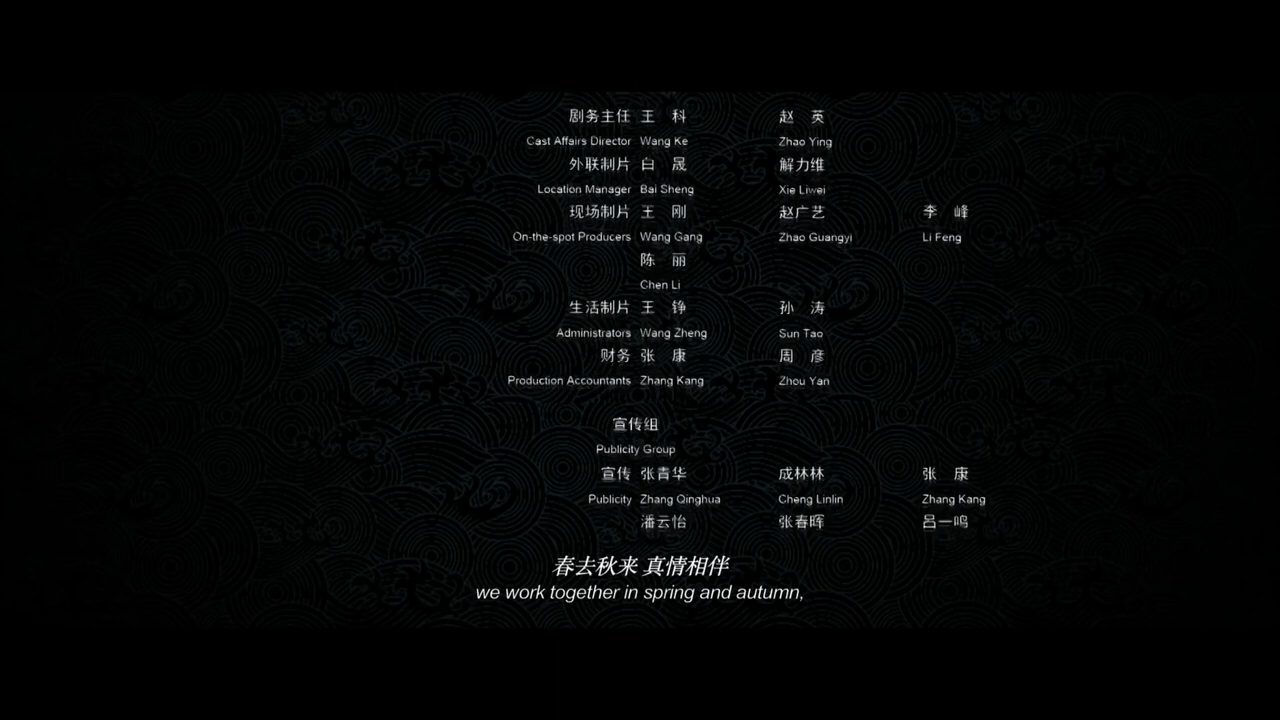 剧务主任 王 科 赵 英
Cast Affairs Director Wang Ke Zhao Ying
外联制片 白 晟 解力维
Location Manager Bai Sheng Xie Liwei
现场制片 王 刚 赵广艺 李 峰
On-the-spot Producers Wang Gang Zhao Guangyi Li Feng
陈 丽
Chen Li
生活制片 王 铮 孙 涛
Administrators Wang Zheng Sun Tao
财务 张 康 周 彦
Production Accountants Zhang Kang Zhou Yan
宣传组
Publicity Group
宣传 张青华 成林林 张 康
Publicity Zhang Qinghua Cheng Linlin Zhang Kang
潘云怡 张春晖 吕一鸣
春去秋来 真情相伴
we work together in spring and autumn,